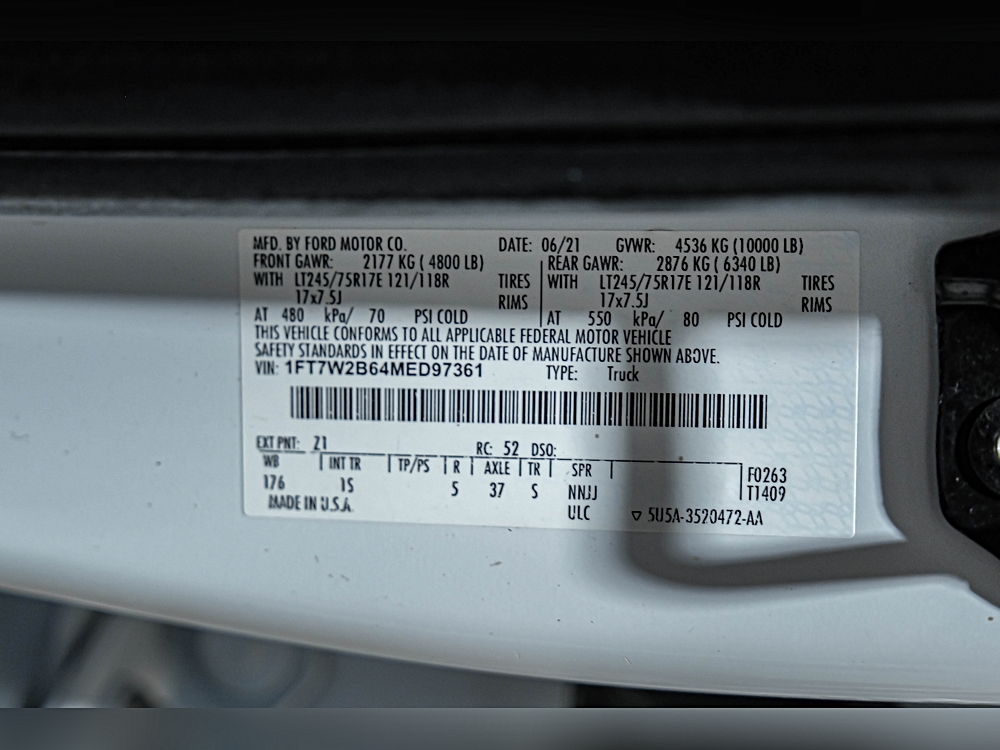 MFD. BY FORD MOTOR CO. DATE: 06/21 GVWR: 4536 KG (10000 LB)
FRONT GAWR: 2177 KG ( 4800 LB) REAR GAWR: 2876 KG ( 6340 LB)
WITH LT245/75R17E 121/118R TIRES WITH LT245/75R17E 121/118R TIRES
17x7.5J RIMS 17x7.5J RIMS
AT 480 kPa/ 70 PSI COLD AT 550 kPa/ 80 PSI COLD
THIS VEHICLE CONFORMS TO ALL APPLICABLE FEDERAL MOTOR VEHICLE
SAFETY STANDARDS IN EFFECT ON THE DATE OF MANUFACTURE SHOWN ABOVE.
VIN: 1FT7W2B64MED97361 TYPE: Truck
EXT PNT: Z1 RC: 52 DSO:
WB INT TR TP/PS R AXLE TR SPR F0263
176 1S 5 37 S NNJJ T1409
MADE IN U.S.A. ULC ▽ 5U5A-3520472-AA